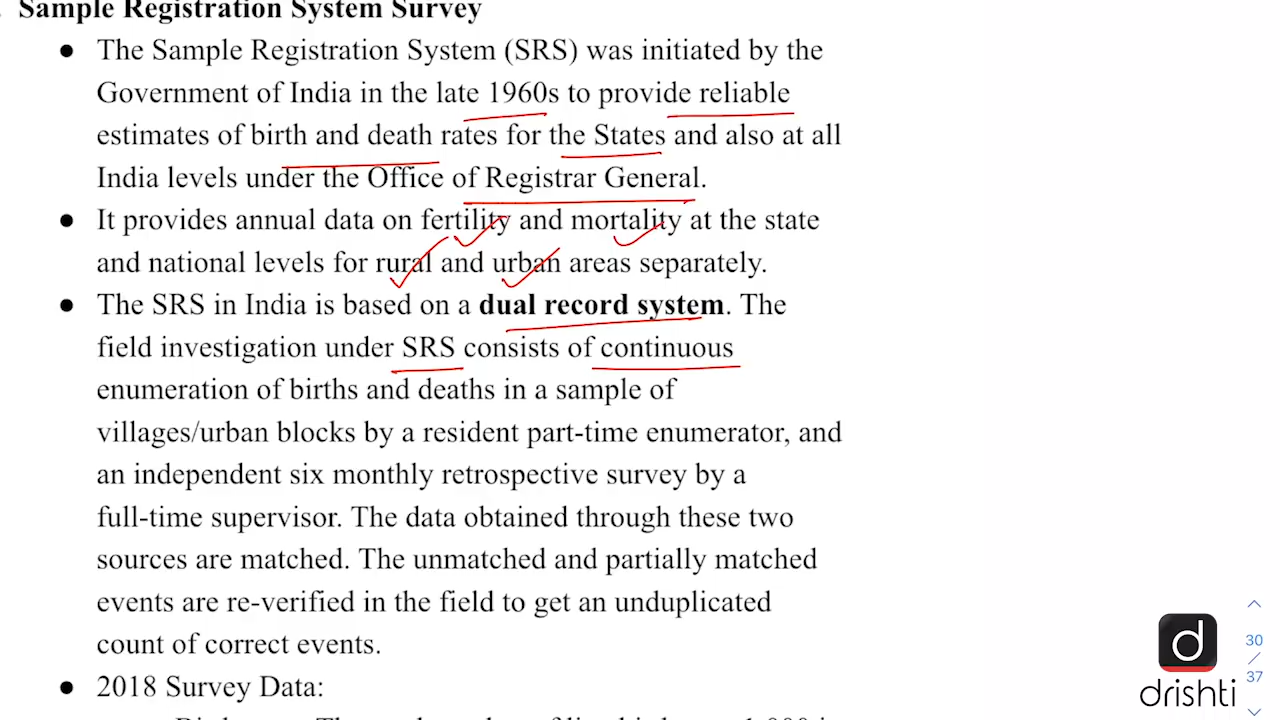 Sample Registration System Survey
● The Sample Registration System (SRS) was initiated by the
Government of India in the late 1960s to provide reliable
estimates of birth and death rates for the States and also at all
India levels under the Office of Registrar General.
● It provides annual data on fertility and mortality at the state
and national levels for rural and urban areas separately.
● The SRS in India is based on a dual record system. The
field investigation under SRS consists of continuous
enumeration of births and deaths in a sample of
villages/urban blocks by a resident part-time enumerator, and
an independent six monthly retrospective survey by a
full-time supervisor. The data obtained through these two
sources are matched. The unmatched and partially matched
events are re-verified in the field to get an unduplicated
count of correct events.
● 2018 Survey Data:
30
/
37
d
drishti